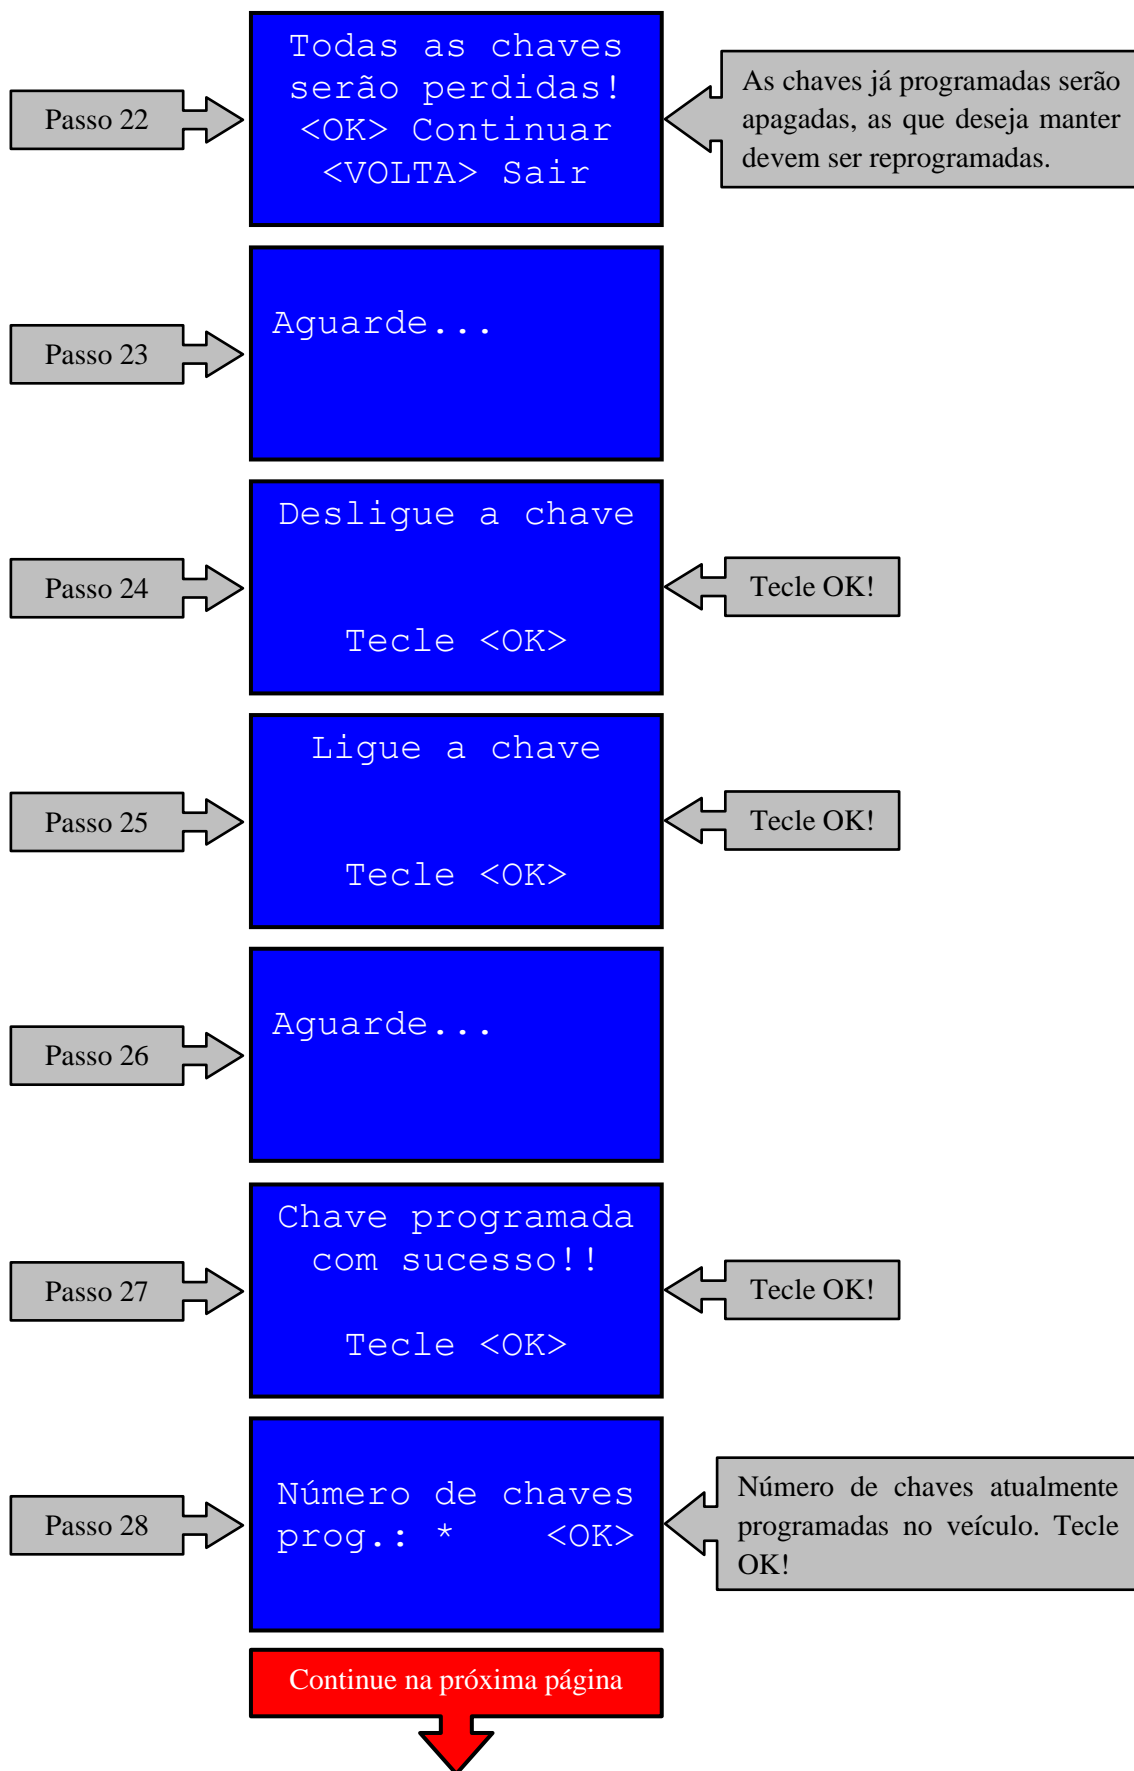 Passo 22
Todas as chaves
serão perdidas!
<OK> Continuar
<VOLTA> Sair
As chaves já programadas serão
apagadas, as que deseja manter
devem ser reprogramadas.
Passo 23
Aguarde...
Passo 24
Desligue a chave
Tecle <OK>
Tecle OK!
Passo 25
Ligue a chave
Tecle <OK>
Tecle OK!
Passo 26
Aguarde...
Passo 27
Chave programada
com sucesso!!
Tecle <OK>
Tecle OK!
Passo 28
Número de chaves
prog.: * <OK>
Número de chaves atualmente
programadas no veículo. Tecle
OK!
Continue na próxima página